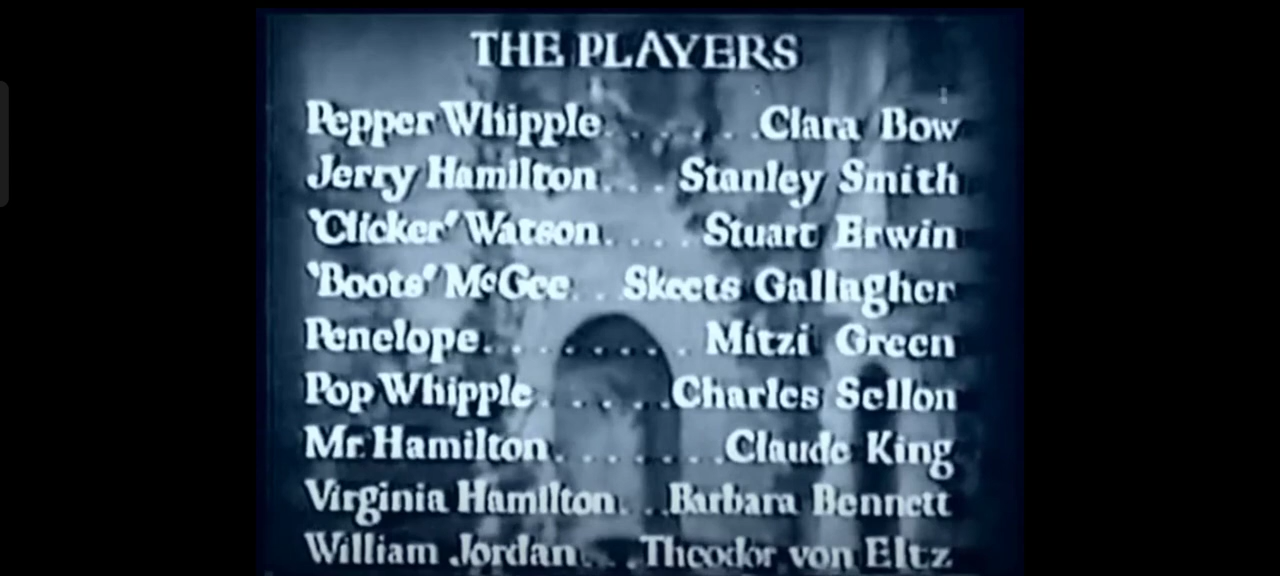 THE PLAYERS
Pepper Whipple . . . . . . Clara Bow
Jerry Hamilton . . . Stanley Smith
'Clicker' Watson . . . . Stuart Erwin
'Boots' McGee . . Skeets Gallagher
Penelope . . . . . . . . Mitzi Green
Pop Whipple . . . . . Charles Sellon
Mr. Hamilton . . . . . . . Claude King
Virginia Hamilton . . . Barbara Bennett
William Jordan . . . Theodor von Eltz